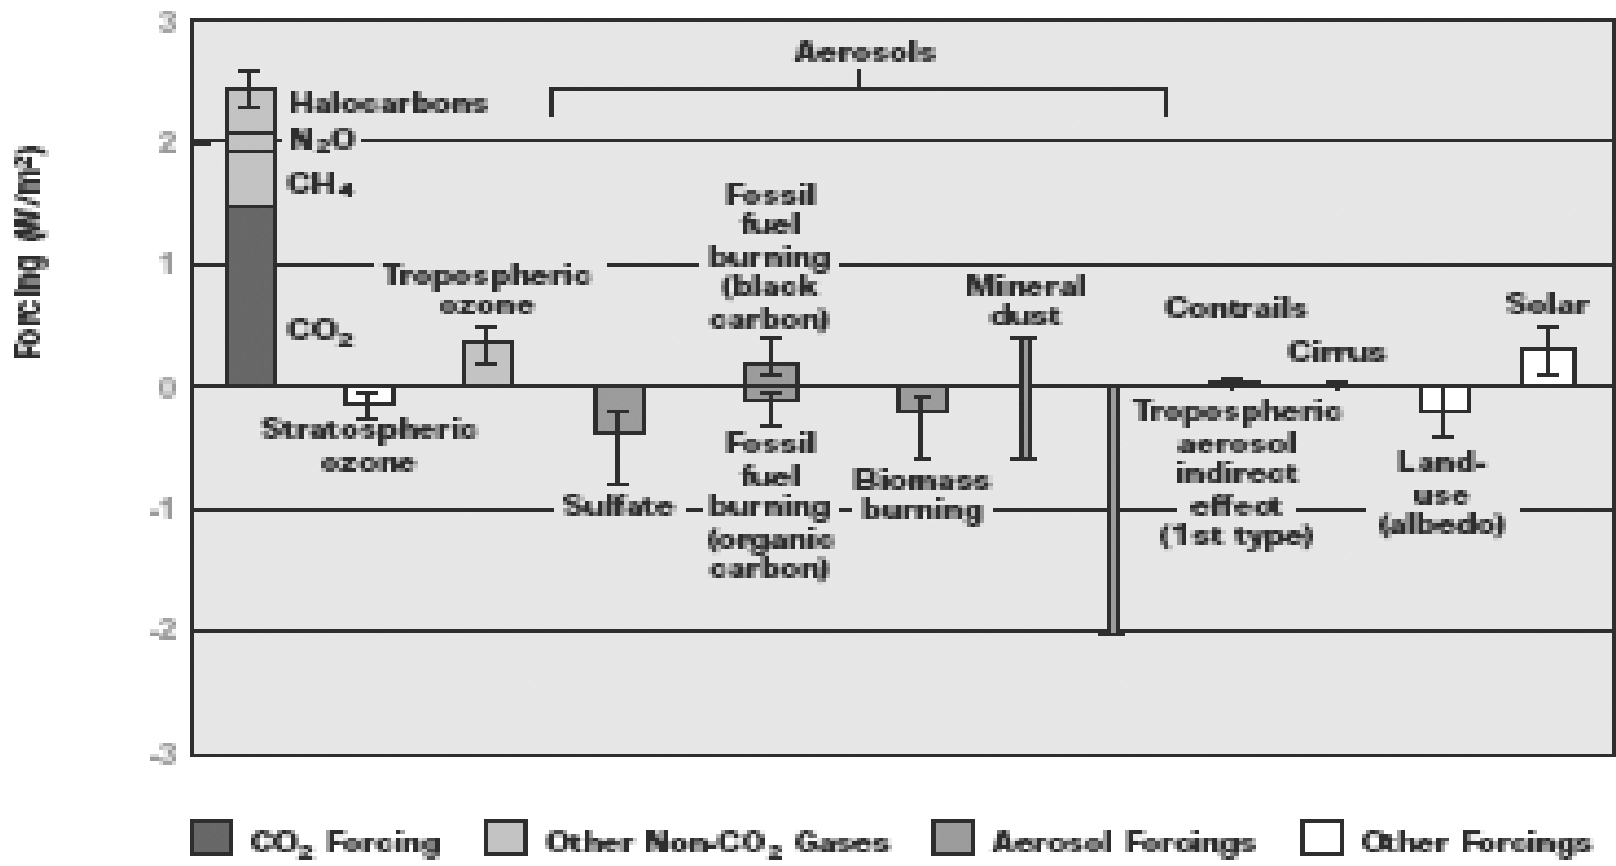 3
2
1
0
-1
-2
-3
Forcing (W/m²)
Aerosols
Halocarbons
N₂O
CH₄
CO₂
Stratospheric
ozone
Tropospheric
ozone
Sulfate
Fossil
fuel
burning
(black
carbon)
Fossil
fuel
burning
(organic
carbon)
Biomass
burning
Mineral
dust
Tropospheric
aerosol
indirect
effect
(1st type)
Contrails
Cirrus
Land-
use
(albedo)
Solar
CO₂ Forcing
Other Non-CO₂ Gases
Aerosol Forcings
Other Forcings